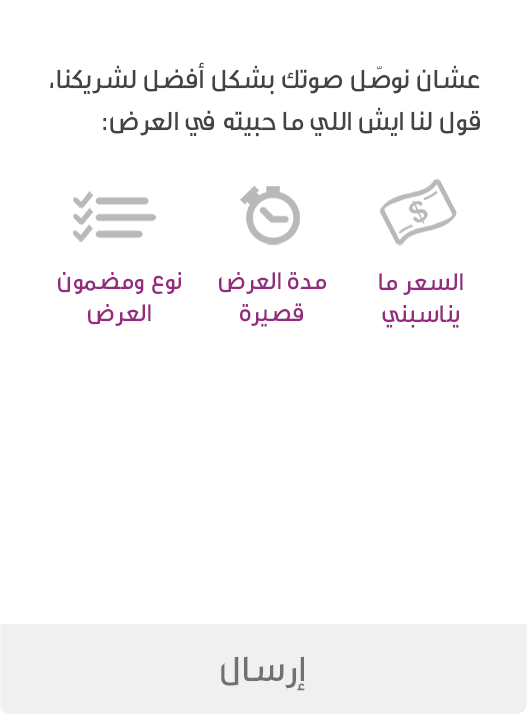 عشان نوصّل صوتك بشكل أفضل لشريكنا،
قول لنا ايش اللي ما حبيته في العرض:
السعر ما
يناسبني
مدة العرض
قصيرة
نوع ومضمون
العرض
إرسال